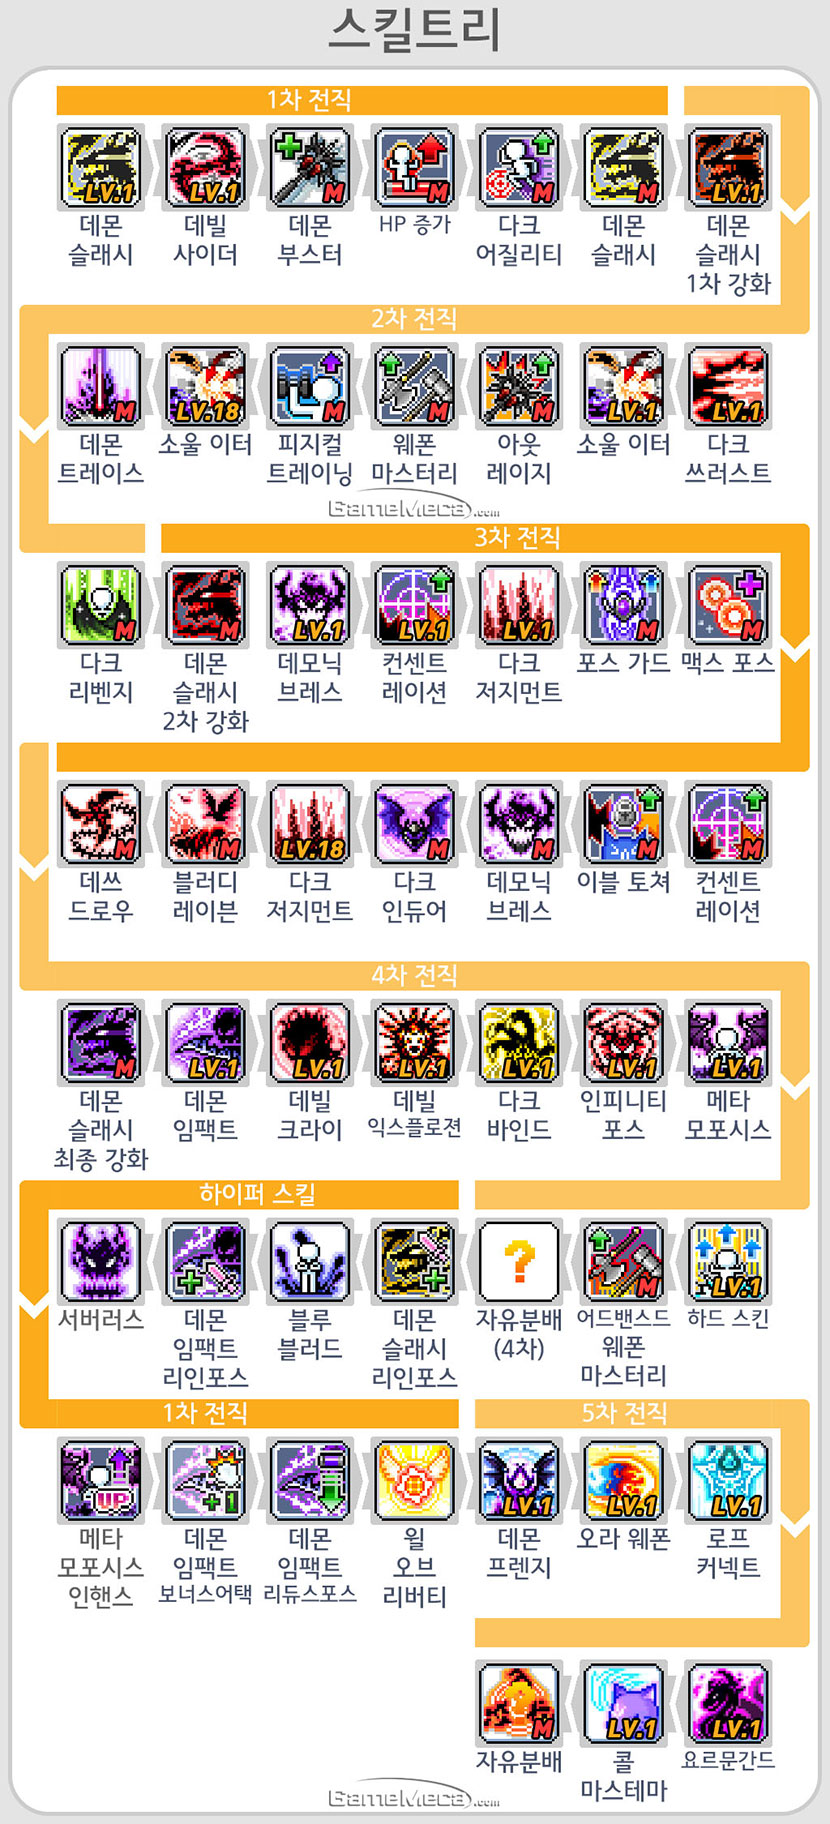 스킬트리
1차 전직
LV.1
LV.1
M
M
M
M
LV.1
데몬
슬래시
데빌
사이더
데몬
부스터
HP 증가
다크
어질리티
데몬
슬래시
데몬
슬래시
1차 강화
2차 전직
M
LV.18
M
M
M
LV.1
LV.1
데몬
트레이스
소울 이터
피지컬
트레이닝
웨폰
마스터리
아웃
레이지
소울 이터
다크
쓰러스트
GameMeca.com
3차 전직
M
M
LV.1
LV.1
LV.1
M
M
다크
리벤지
데몬
슬래시
2차 강화
데모닉
브레스
컨센트
레이션
다크
저지먼트
포스 가드
맥스 포스
M
M
LV.18
M
M
M
M
데쓰
드로우
블러디
레이븐
다크
저지먼트
다크
인듀어
데모닉
브레스
이블 토쳐
컨센트
레이션
4차 전직
M
LV.1
LV.1
LV.1
LV.1
LV.1
LV.1
데몬
슬래시
최종 강화
데몬
임팩트
데빌
크라이
데빌
익스플로젼
다크
바인드
인피니티
포스
메타
모포시스
하이퍼 스킬
?
M
LV.1
서버러스
데몬
임팩트
리인포스
블루
블러드
데몬
슬래시
리인포스
자유분배
(4차)
어드밴스드
웨폰
마스터리
하드 스킨
1차 전직
5차 전직
UP
+1
LV.1
LV.1
LV.1
메타
모포시스
인핸스
데몬
임팩트
보너스어택
데몬
임팩트
리듀스포스
윌
오브
리버티
데몬
프렌지
오라 웨폰
로프
커넥트
M
LV.1
LV.1
자유분배
콜
마스테마
요르문간드
GameMeca.com